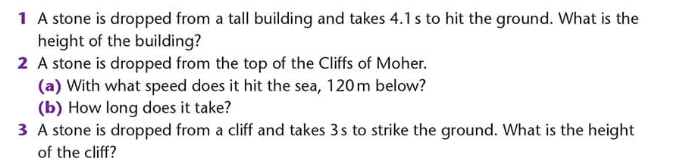 1 A stone is dropped from a tall building and takes 4.1 s to hit the ground. What is the
height of the building?
2 A stone is dropped from the top of the Cliffs of Moher.
(a) With what speed does it hit the sea, 120 m below?
(b) How long does it take?
3 A stone is dropped from a cliff and takes 3 s to strike the ground. What is the height
of the cliff?